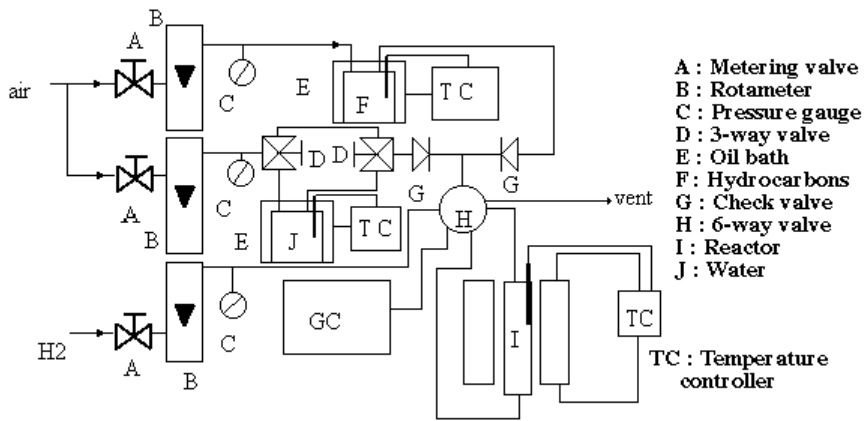 B
A
air
C
E
F
T C
A : Metering valve
B : Rotameter
C : Pressure gauge
D : 3-way valve
E : Oil bath
F : Hydrocarbons
G : Check valve
H : 6-way valve
I : Reactor
J : Water
D
D
A
B
C
G
G
E
J
T C
H
vent
H2
A
B
C
GC
I
TC
TC : Temperature
controller